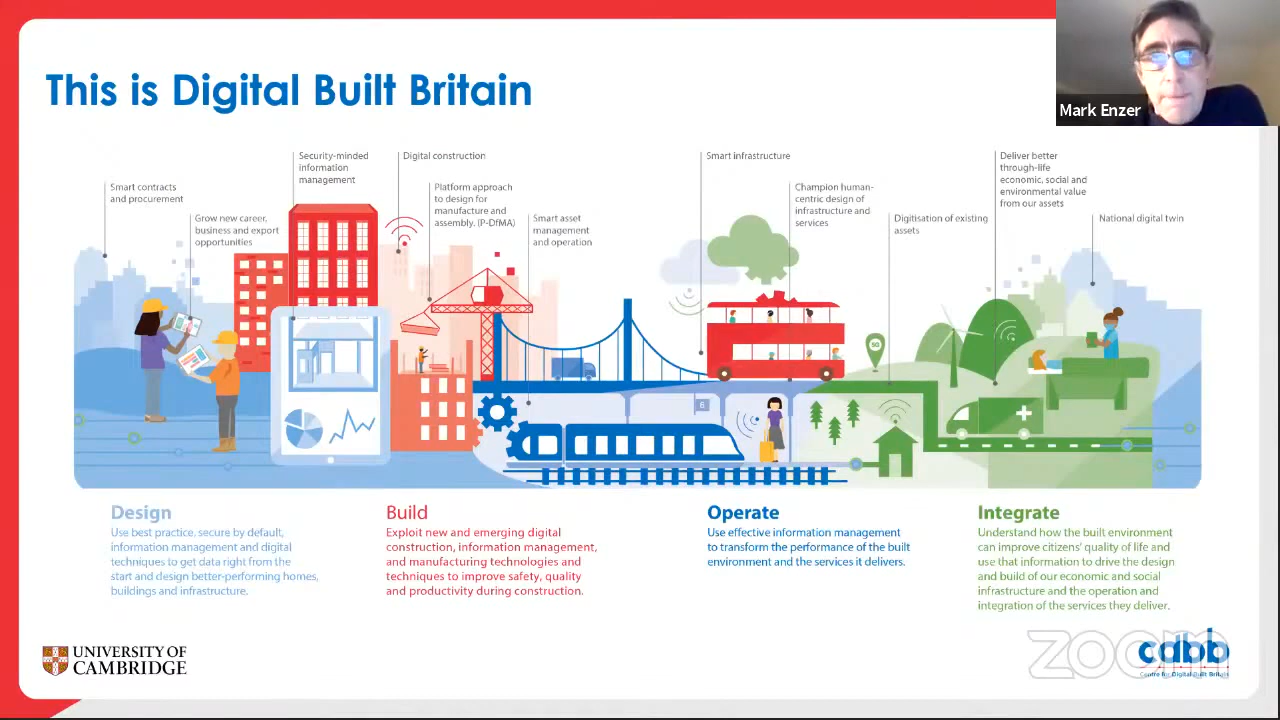 This is Digital Built Britain
Mark Enzer
Smart contracts
and procurement
Grow new career,
business and export
opportunities
Security-minded
information
management
Digital construction
Platform approach
to design for
manufacture and
assembly. (P-DfMA)
Smart asset
management
and operation
Smart infrastructure
Champion human-
centric design of
infrastructure and
services
Digitisation of existing
assets
Deliver better
through-life
economic, social and
environmental value
from our assets
National digital twin
5G
6
Design
Use best practice, secure by default,
information management and digital
techniques to get data right from the
start and design better-performing homes,
buildings and infrastructure.
Build
Exploit new and emerging digital
construction, information management,
and manufacturing technologies and
techniques to improve safety, quality
and productivity during construction.
Operate
Use effective information management
to transform the performance of the built
environment and the services it delivers.
Integrate
Understand how the built environment
can improve citizens' quality of life and
use that information to drive the design
and build of our economic and social
infrastructure and the operation and
integration of the services they deliver.
UNIVERSITY OF
CAMBRIDGE
zoom
cdbb
Centre for Digital Built Britain